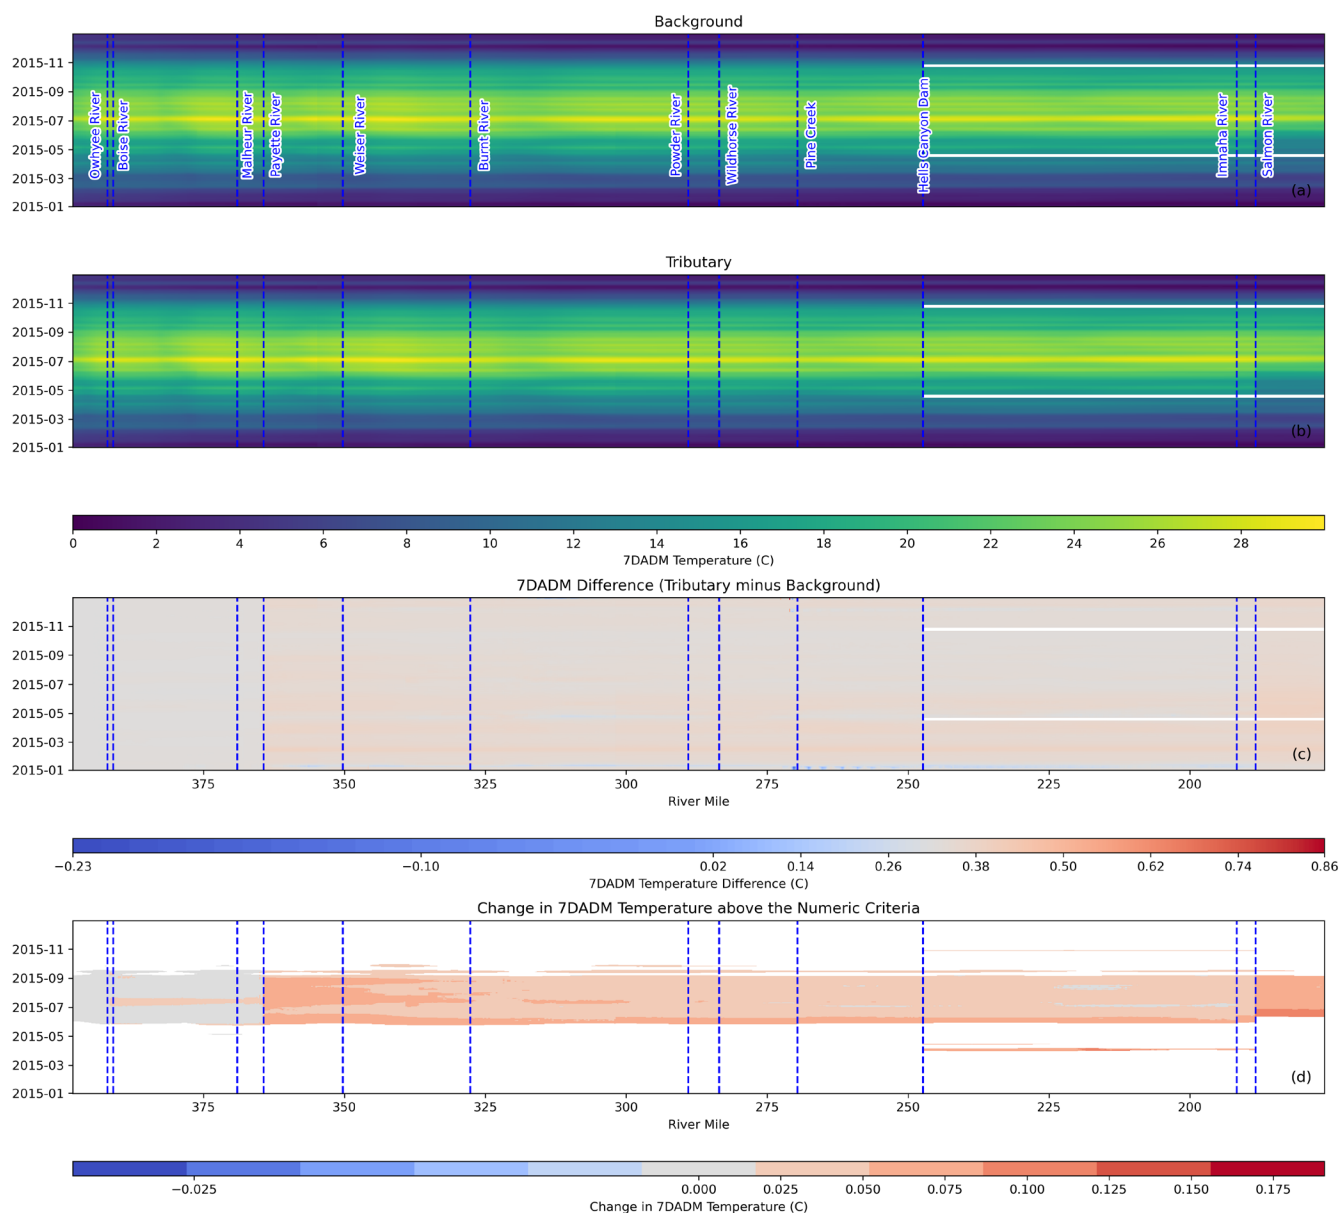 Background
2015-11
2015-09
2015-07
2015-05
2015-03
2015-01
Owhyee River
Boise River
Malheur River
Payette River
Weiser River
Burnt River
Powder River
Wildhorse River
Pine Creek
Hells Canyon Dam
Imnaha River
Salmon River
(a)
Tributary
2015-11
2015-09
2015-07
2015-05
2015-03
2015-01
(b)
0 2 4 6 8 10 12 14 16 18 20 22 24 26 28
7DADM Temperature (C)
7DADM Difference (Tributary minus Background)
2015-11
2015-09
2015-07
2015-05
2015-03
2015-01
(c)
375 350 325 300 275 250 225 200
River Mile
−0.23 −0.10 0.02 0.14 0.26 0.38 0.50 0.62 0.74 0.86
7DADM Temperature Difference (C)
Change in 7DADM Temperature above the Numeric Criteria
2015-11
2015-09
2015-07
2015-05
2015-03
2015-01
(d)
375 350 325 300 275 250 225 200
River Mile
−0.025 0.000 0.025 0.050 0.075 0.100 0.125 0.150 0.175
Change in 7DADM Temperature (C)